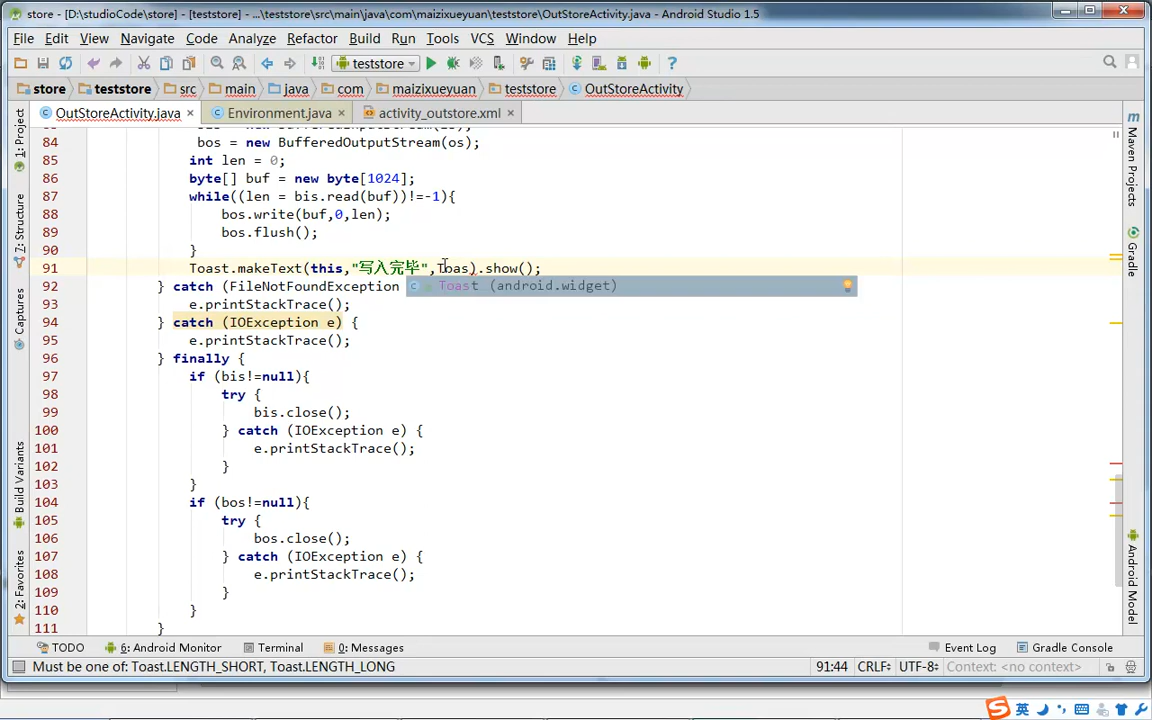 store - [D:\studioCode\store] - [teststore] - ...\teststore\src\main\java\com\maizixueyuan\teststore\OutStoreActivity.java - Android Studio 1.5
File Edit View Navigate Code Analyze Refactor Build Run Tools VCS Window Help
teststore
store teststore src main java com maizixueyuan teststore OutStoreActivity
OutStoreActivity.java Environment.java activity_outstore.xml
84 bos = new BufferedOutputStream(os);
85 int len = 0;
86 byte[] buf = new byte[1024];
87 while((len = bis.read(buf))!=-1){
88 bos.write(buf,0,len);
89 bos.flush();
90 }
91 Toast.makeText(this,"写入完毕",Toas).show();
92 } catch (FileNotFoundException
Toast (android.widget)
93 e.printStackTrace();
94 } catch (IOException e) {
95 e.printStackTrace();
96 } finally {
97 if (bis!=null){
98 try {
99 bis.close();
100 } catch (IOException e) {
101 e.printStackTrace();
102 }
103 }
104 if (bos!=null){
105 try {
106 bos.close();
107 } catch (IOException e) {
108 e.printStackTrace();
109 }
110 }
111 }
1: Project
7: Structure
Captures
Build Variants
2: Favorites
m Maven Projects
Gradle
Android Model
TODO 6: Android Monitor Terminal 0: Messages Event Log Gradle Console
Must be one of: Toast.LENGTH_SHORT, Toast.LENGTH_LONG 91:44 CRLF UTF-8 Context: <no context>
英